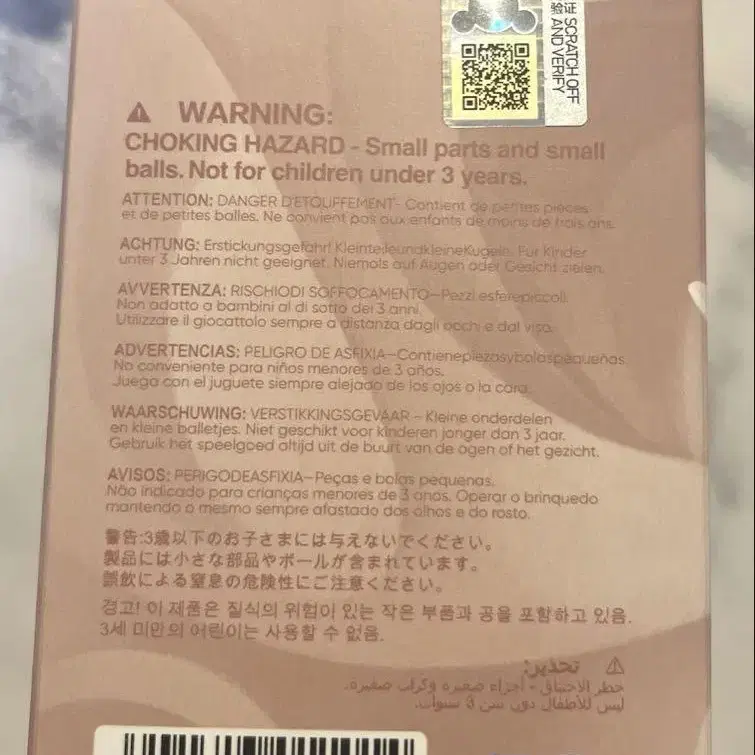 证 SCRATCH OFF
验 AND VERIFY
⚠ WARNING:
CHOKING HAZARD - Small parts and small
balls. Not for children under 3 years.
ATTENTION: DANGER D'ETOUFFEMENT- Contient de petites pièces
et de petites balles. Ne convient pas aux enfants de moins de trois ans.
ACHTUNG: Erstickungsgefahr! KleinteileundkleineKugeln. Für Kinder
unter 3 Jahren nicht geeignet. Niemals auf Augen oder Gesicht zielen.
AVVERTENZA: RISCHIODI SOFFOCAMENTO—Pezzi esferepiccoli.
Non adatto a bambini al di sotto dei 3 anni.
Utilizzare il giocattolo sempre a distanza dagli occhi e dal viso.
ADVERTENCIAS: PELIGRO DE ASFIXIA—Contienepiezasybolaspequeñas.
No conveniente para niños menores de 3 años.
Juega con el juguete siempre alejado de los ojos o la cara.
WAARSCHUWING: VERSTIKKINGSGEVAAR - Kleine onderdelen
en kleine balletjes. Niet geschikt voor kinderen jonger dan 3 jaar.
Gebruik het speelgoed altijd uit de buurt van de ogen of het gezicht.
AVISOS: PERIGODEASFIXIA—Peças e bolas pequenas.
Não indicado para crianças menores de 3 anos. Operar o brinquedo
mantendo o mesmo sempre afastado dos olhos e do rosto.
警告:3歳以下のお子さまには与えないでください。
製品には小さな部品やボールが含まれています。
誤飲による窒息の危険性にご注意ください。
경고! 이 제품은 질식의 위험이 있는 작은 부품과 공을 포함하고 있음.
3세 미만의 어린이는 사용할 수 없음.
⚠ تحذير:
خطر الاختناق - أجزاء صغيرة وكرات صغيرة.
ليس للأطفال دون سن 3 سنوات.